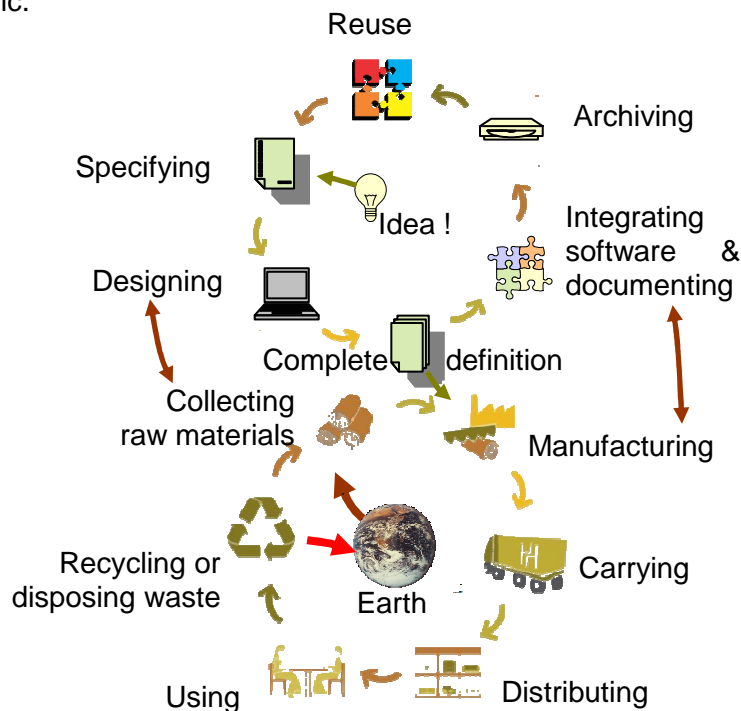 ic.
Reuse
Archiving
Specifying
Idea !
Integrating
software &
documenting
Designing
Complete definition
Collecting
raw materials
Manufacturing
Recycling or
disposing waste
Earth
Carrying
Using
Distributing